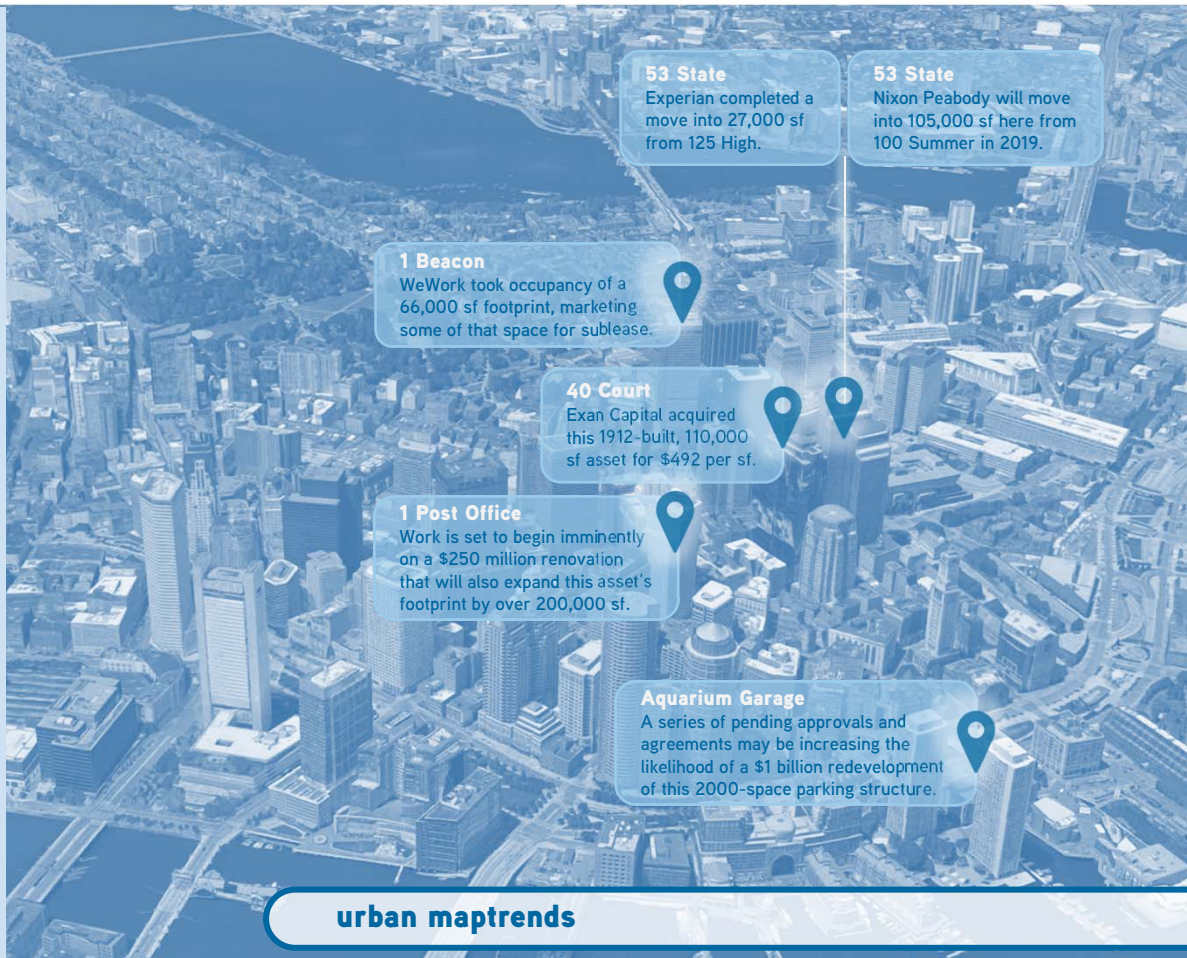 53 State
Experian completed a
move into 27,000 sf
from 125 High.
53 State
Nixon Peabody will move
into 105,000 sf here from
100 Summer in 2019.
1 Beacon
WeWork took occupancy of a
66,000 sf footprint, marketing
some of that space for sublease.
40 Court
Exan Capital acquired
this 1912-built, 110,000
sf asset for $492 per sf.
1 Post Office
Work is set to begin imminently
on a $250 million renovation
that will also expand this asset's
footprint by over 200,000 sf.
Aquarium Garage
A series of pending approvals and
agreements may be increasing the
likelihood of a $1 billion redevelopment
of this 2000-space parking structure.
urban maptrends